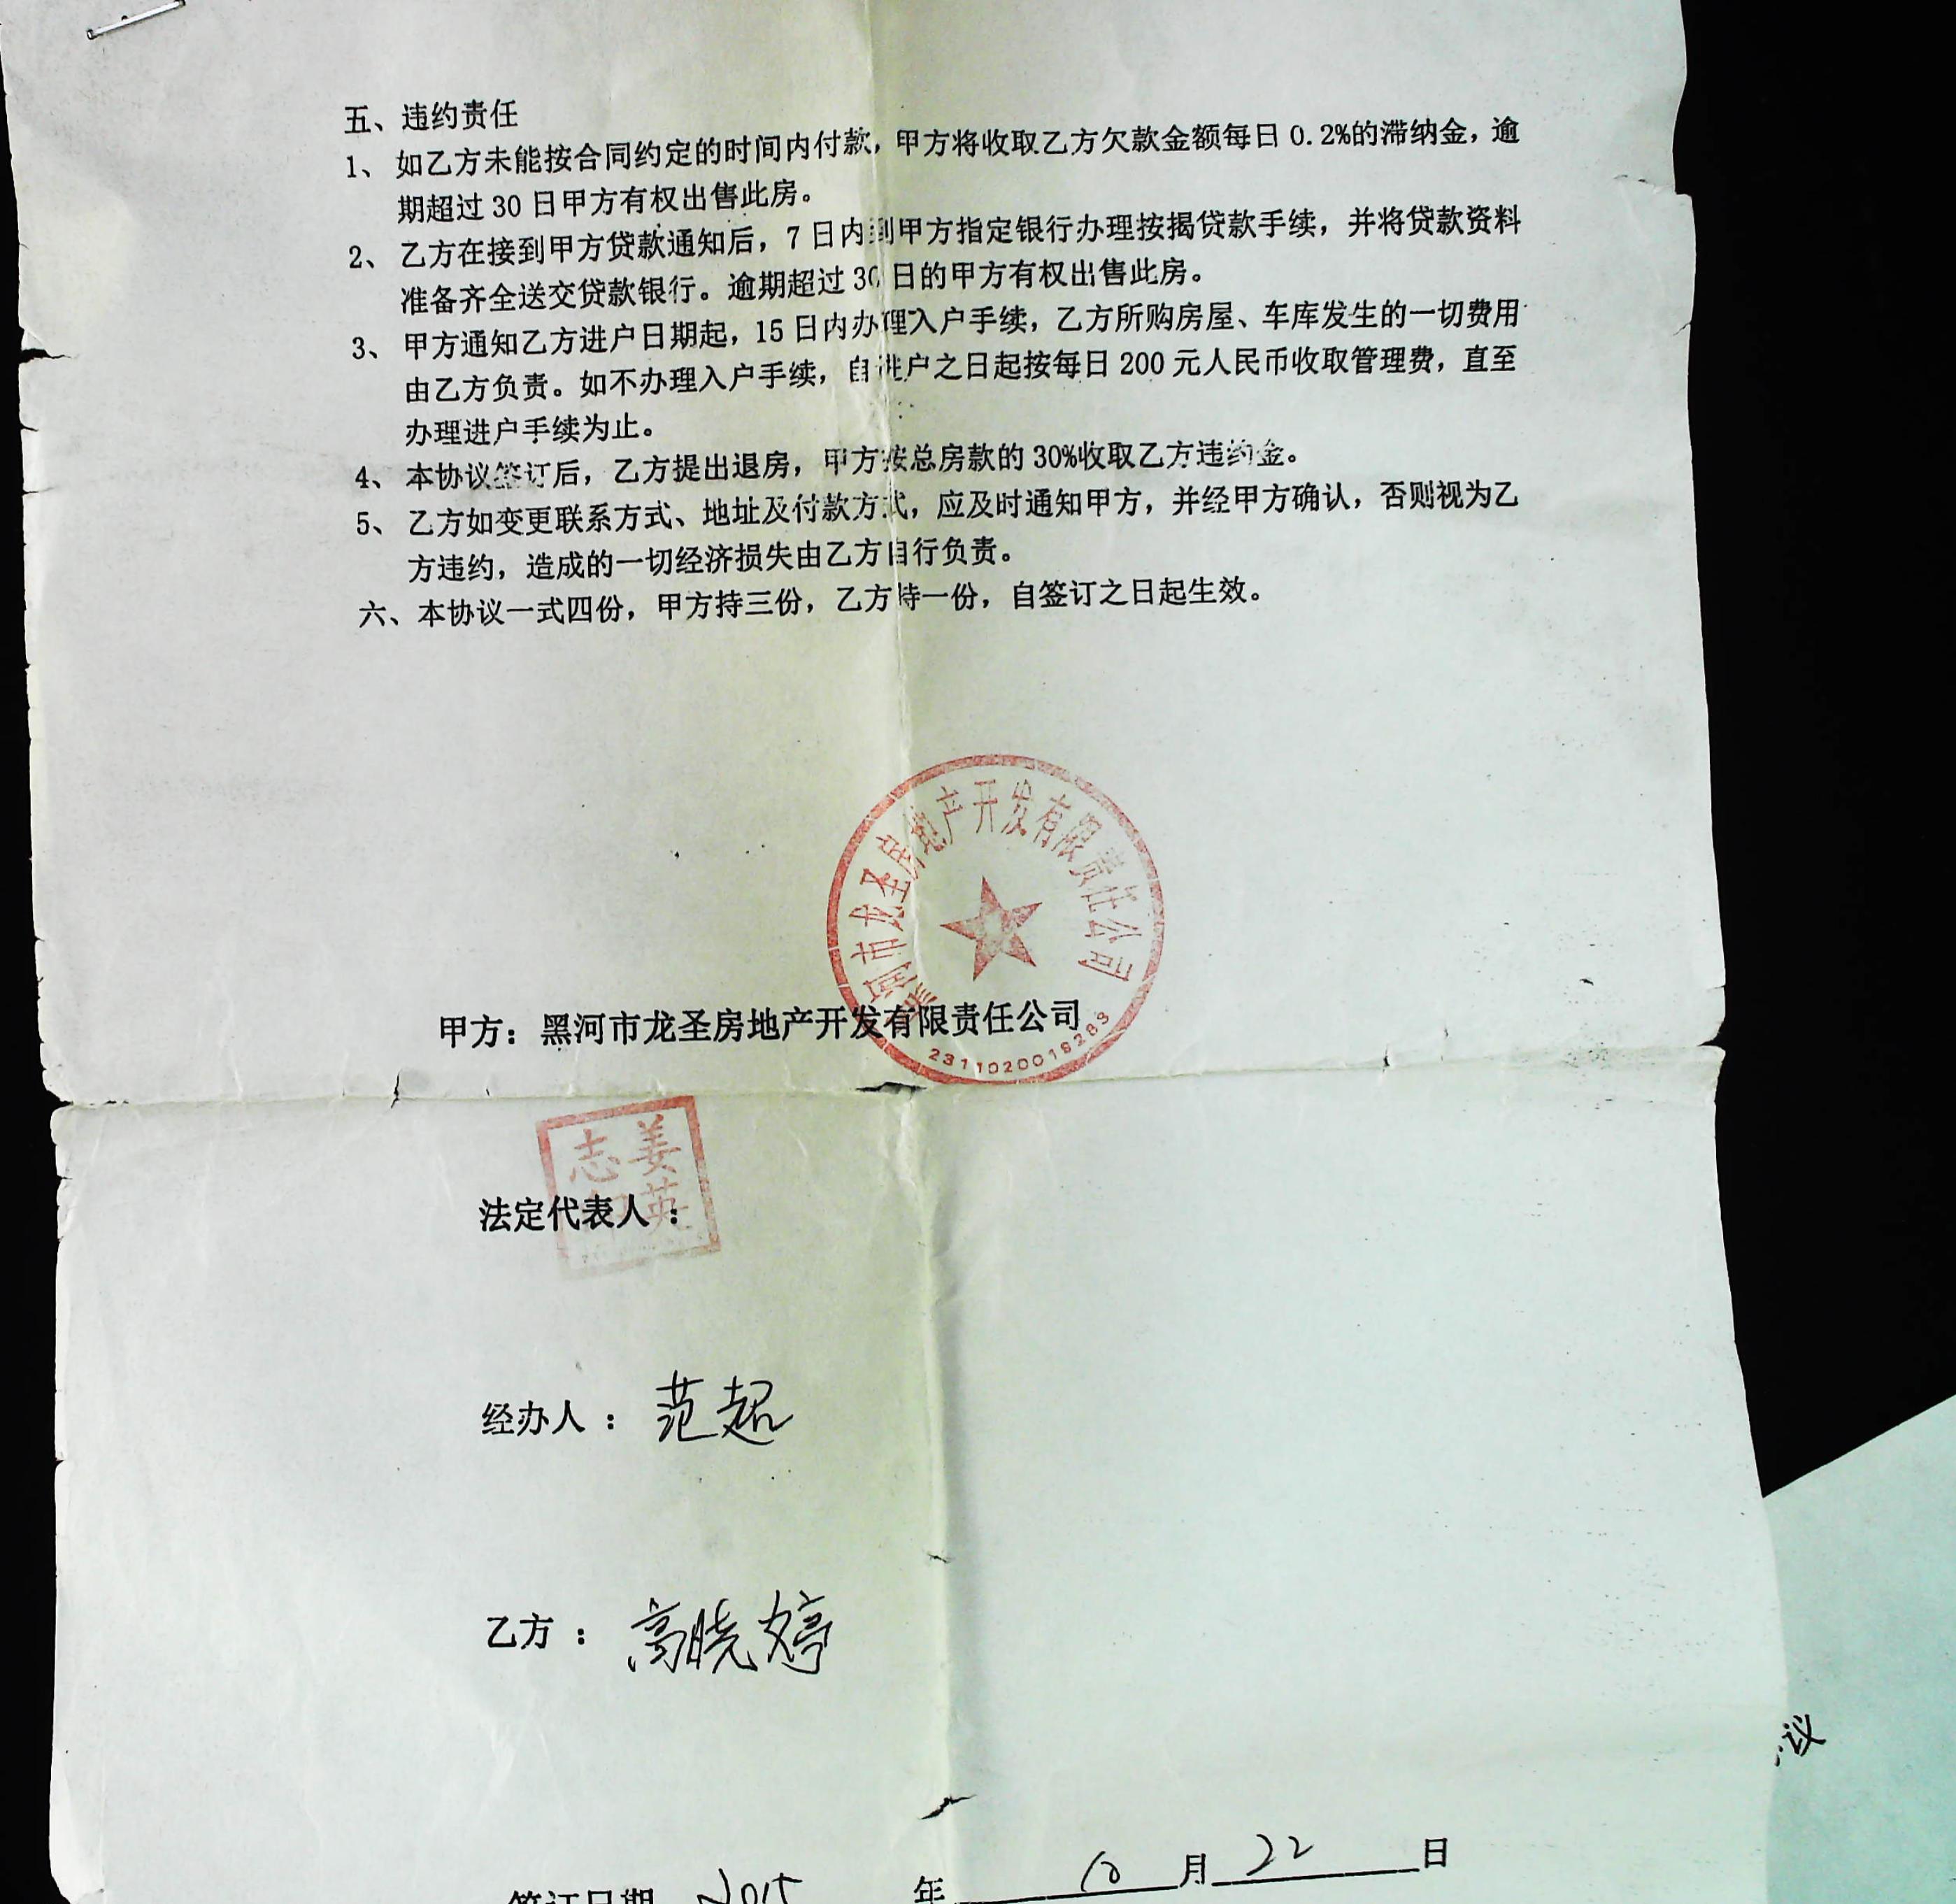 五、违约责任
1、如乙方未能按合同约定的时间内付款，甲方将收取乙方欠款金额每日0.2%的滞纳金，逾
期超过30日甲方有权出售此房。
2、乙方在接到甲方贷款通知后，7日内到甲方指定银行办理按揭贷款手续，并将贷款资料
准备齐全送交贷款银行。逾期超过30日的甲方有权出售此房。
3、甲方通知乙方进户日期起，15日内办理入户手续，乙方所购房屋、车库发生的一切费用
由乙方负责。如不办理入户手续，自进户之日起按每日200元人民币收取管理费，直至
办理进户手续为止。
4、本协议签订后，乙方提出退房，甲方按总房款的30%收取乙方违约金。
5、乙方如变更联系方式、地址及付款方式，应及时通知甲方，并经甲方确认，否则视为乙
方违约，造成的一切经济损失由乙方自行负责。
六、本协议一式四份，甲方持三份，乙方持一份，自签订之日起生效。
黑河市龙圣房地产开发有限责任公司
甲方：黑河市龙圣房地产开发有限责任公司
2311020018283
姜英志印
法定代表人：
经办人：范超
乙方：高晓婷
议
签订日期 2015 年 10 月 22 日